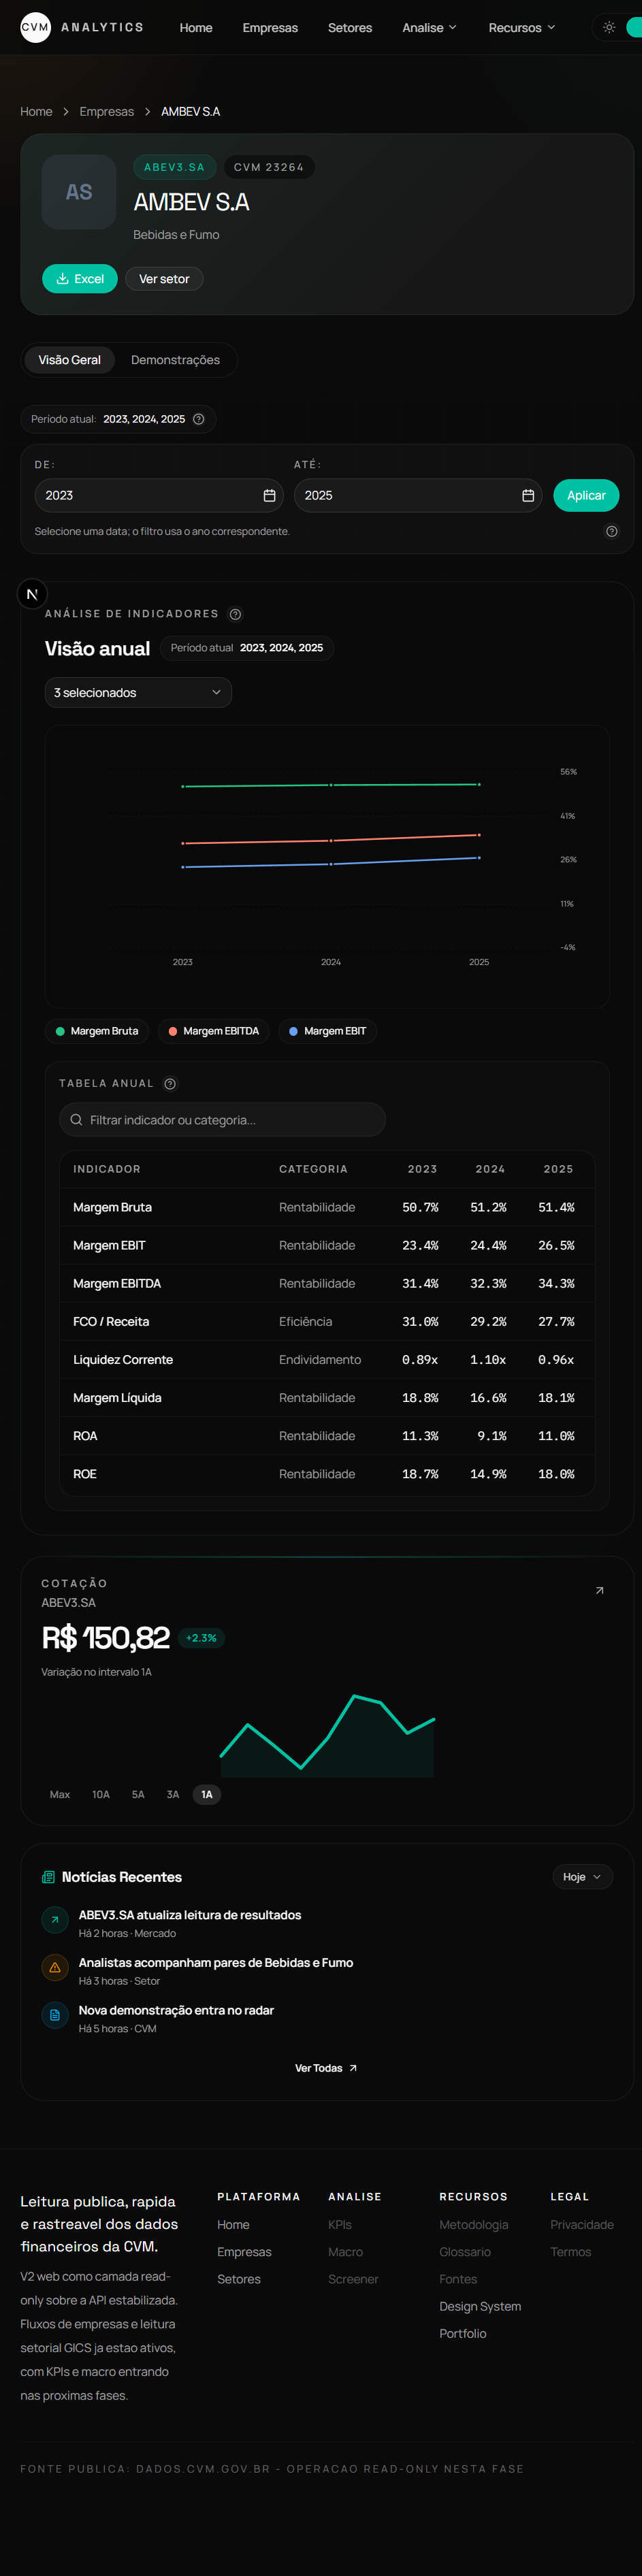 CVM ANALYTICS Home Empresas Setores Analise Recursos
Home > Empresas > AMBEV S.A
AS
ABEV3.SA CVM 23264
AMBEV S.A
Bebidas e Fumo
Excel Ver setor
Visão Geral Demonstrações
Período atual: 2023, 2024, 2025 ?
DE: ATÉ:
2023 2025 Aplicar
Selecione uma data; o filtro usa o ano correspondente. ?
N
ANÁLISE DE INDICADORES ?
Visão anual Período atual 2023, 2024, 2025
3 selecionados
56%
41%
26%
11%
-4%
2023 2024 2025
Margem Bruta Margem EBITDA Margem EBIT
TABELA ANUAL ?
Filtrar indicador ou categoria...
INDICADOR CATEGORIA 2023 2024 2025
Margem Bruta Rentabilidade 50.7% 51.2% 51.4%
Margem EBIT Rentabilidade 23.4% 24.4% 26.5%
Margem EBITDA Rentabilidade 31.4% 32.3% 34.3%
FCO / Receita Eficiência 31.0% 29.2% 27.7%
Liquidez Corrente Endividamento 0.89x 1.10x 0.96x
Margem Líquida Rentabilidade 18.8% 16.6% 18.1%
ROA Rentabilidade 11.3% 9.1% 11.0%
ROE Rentabilidade 18.7% 14.9% 18.0%
COTAÇÃO
ABEV3.SA
R$ 150,82 +2.3%
Variação no intervalo 1A
Max 10A 5A 3A 1A
Notícias Recentes Hoje
ABEV3.SA atualiza leitura de resultados
Há 2 horas · Mercado
Analistas acompanham pares de Bebidas e Fumo
Há 3 horas · Setor
Nova demonstração entra no radar
Há 5 horas · CVM
Ver Todas
Leitura publica, rapida
e rastreavel dos dados
financeiros da CVM.
V2 web como camada read-
only sobre a API estabilizada.
Fluxos de empresas e leitura
setorial GICS ja estao ativos,
com KPIs e macro entrando
nas proximas fases.
PLATAFORMA
Home
Empresas
Setores
ANALISE
KPIs
Macro
Screener
RECURSOS
Metodologia
Glossario
Fontes
Design System
Portfolio
LEGAL
Privacidade
Termos
FONTE PUBLICA: DADOS.CVM.GOV.BR - OPERACAO READ-ONLY NESTA FASE